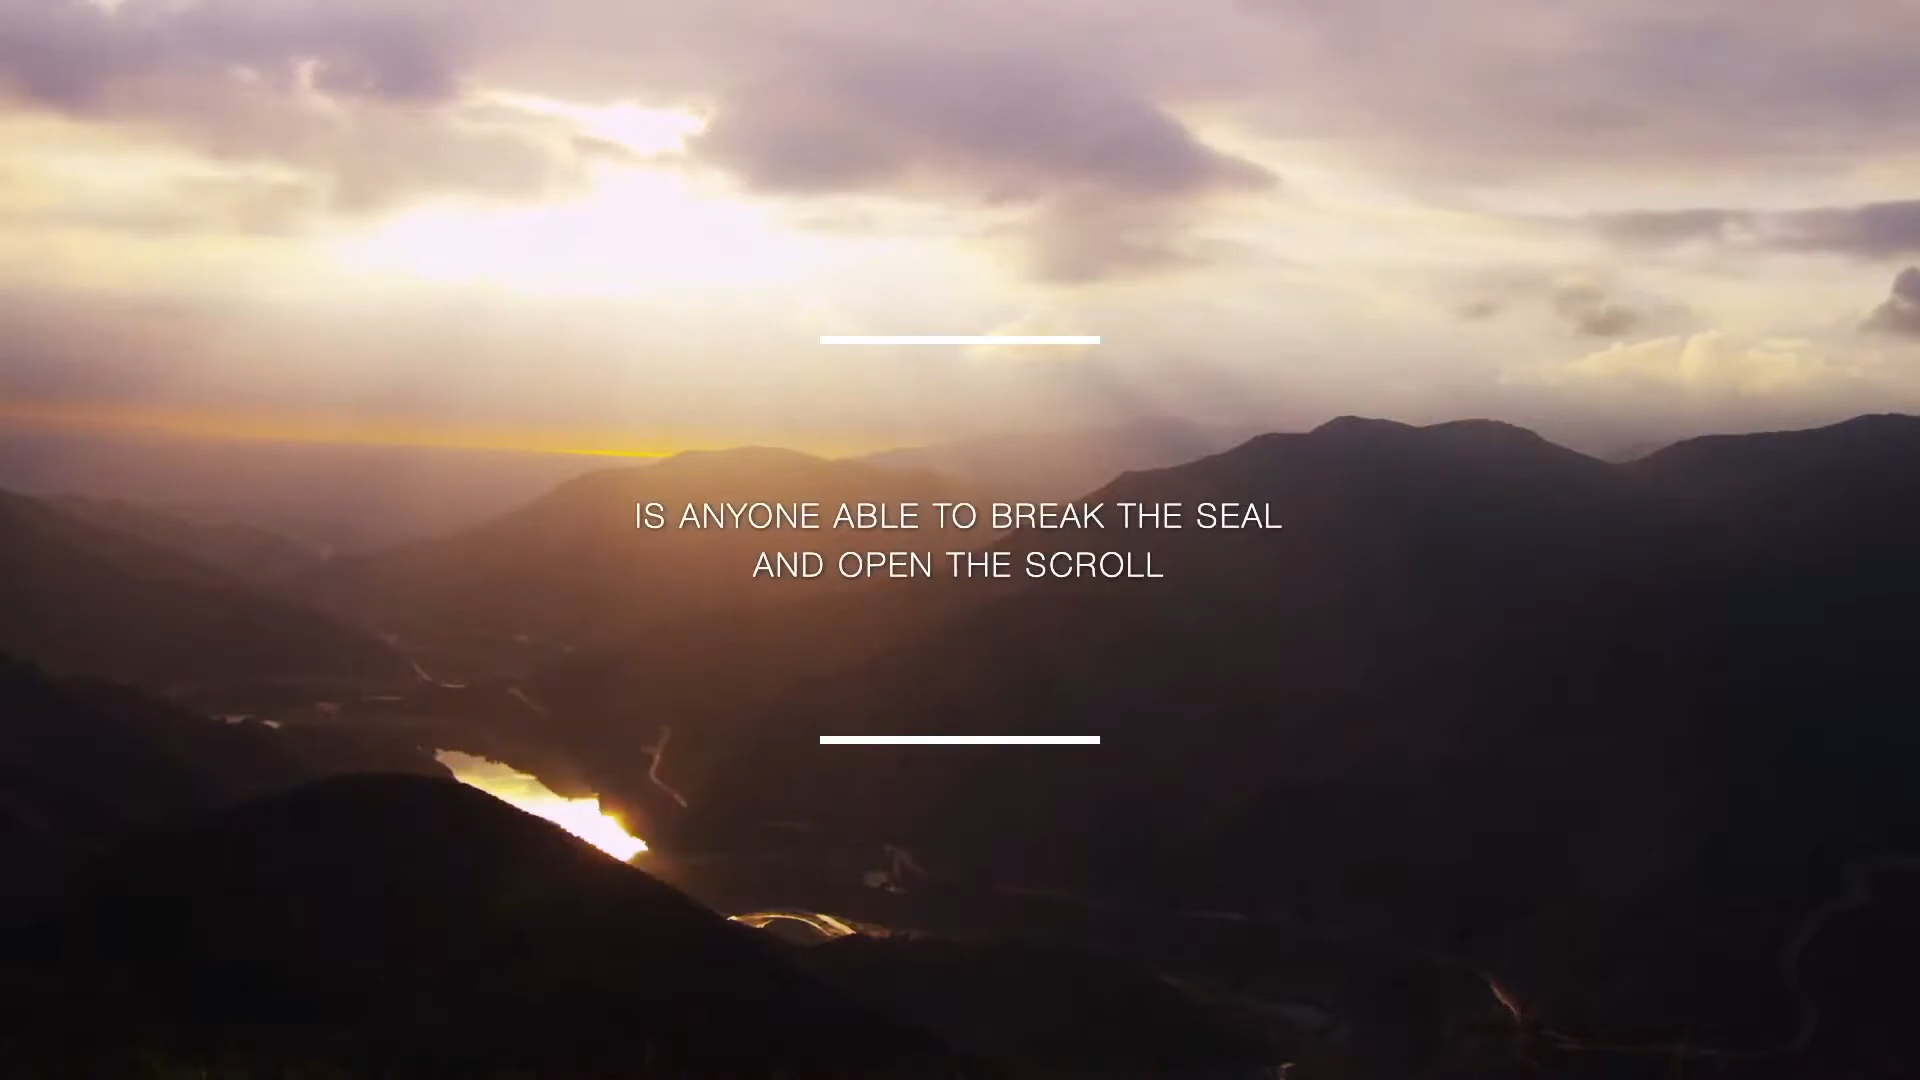 IS ANYONE ABLE TO BREAK THE SEAL
AND OPEN THE SCROLL